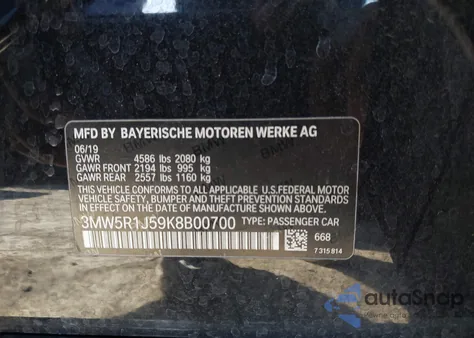 MFD BY BAYERISCHE MOTOREN WERKE AG
06/19
GVWR 4586 lbs 2080 kg
GAWR FRONT 2194 lbs 995 kg
GAWR REAR 2557 lbs 1160 kg
THIS VEHICLE CONFORMS TO ALL APPLICABLE U.S.FEDERAL MOTOR
VEHICLE SAFETY, BUMPER, AND THEFT PREVENTION STANDARDS
IN EFFECT ON THE DATE OF MANUFACTURE SHOWN ABOVE.
3MW5R1J59K8B00700 TYPE: PASSENGER CAR
668
7 315 814
autoSnap